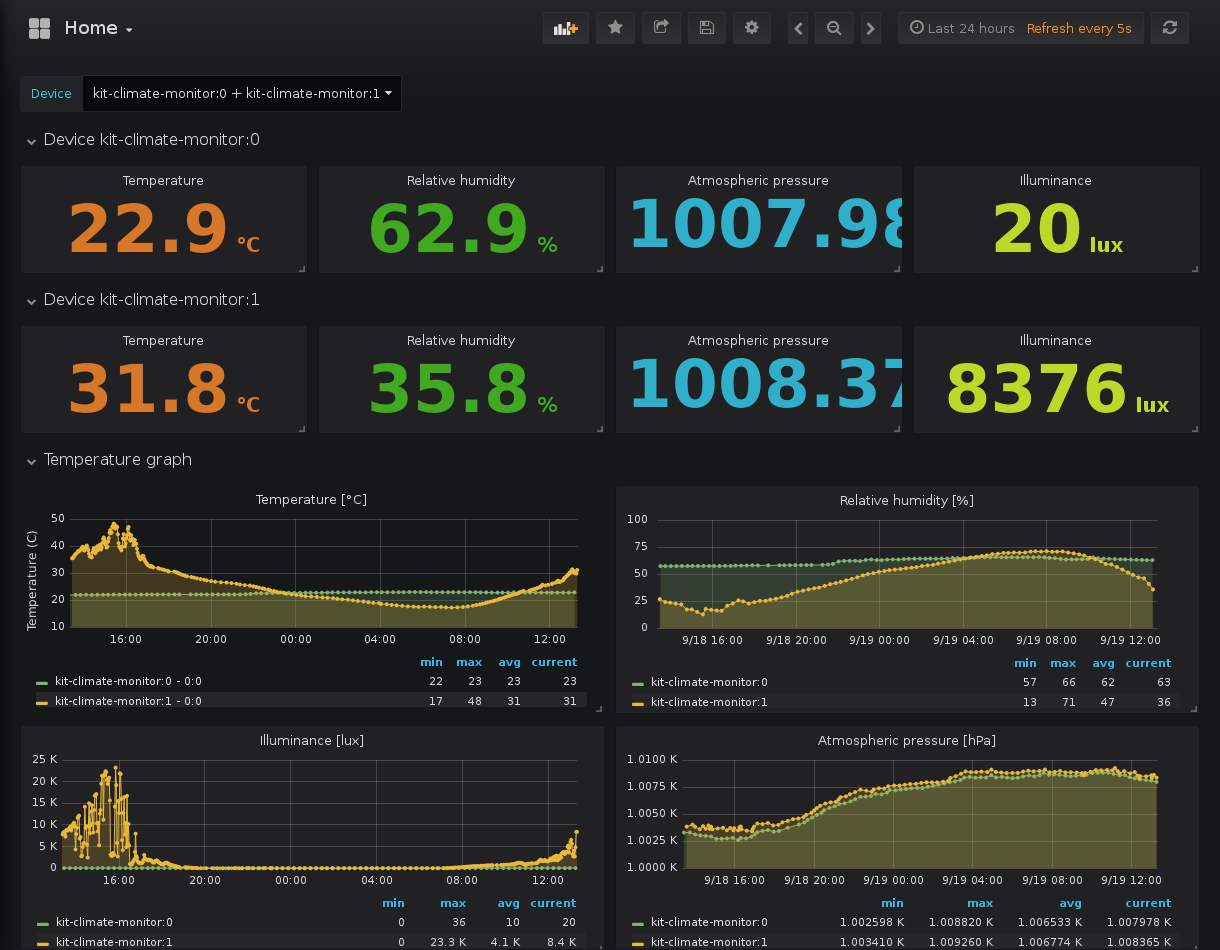 Home
Last 24 hours Refresh every 5s
Device kit-climate-monitor:0 + kit-climate-monitor:1
Device kit-climate-monitor:0
Temperature Relative humidity Atmospheric pressure Illuminance
22.9 °C 62.9 % 1007.98 20 lux
Device kit-climate-monitor:1
Temperature Relative humidity Atmospheric pressure Illuminance
31.8 °C 35.8 % 1008.37 8376 lux
Temperature graph
Temperature [°C]
Temperature (C)
50
40
30
20
10
16:00 20:00 00:00 04:00 08:00 12:00
min max avg current
kit-climate-monitor:0 - 0:0 22 23 23 23
kit-climate-monitor:1 - 0:0 17 48 31 31
Relative humidity [%]
100
75
50
25
0
9/18 16:00 9/18 20:00 9/19 00:00 9/19 04:00 9/19 08:00 9/19 12:00
min max avg current
kit-climate-monitor:0 57 66 62 63
kit-climate-monitor:1 13 71 47 36
Illuminance [lux]
25 K
20 K
15 K
10 K
5 K
0
16:00 20:00 00:00 04:00 08:00 12:00
min max avg current
kit-climate-monitor:0 0 36 10 20
kit-climate-monitor:1 0 23.3 K 4.1 K 8.4 K
Atmospheric pressure [hPa]
1.0100 K
1.0075 K
1.0050 K
1.0025 K
1.0000 K
9/18 16:00 9/18 20:00 9/19 00:00 9/19 04:00 9/19 08:00 9/19 12:00
min max avg current
kit-climate-monitor:0 1.002598 K 1.008820 K 1.006533 K 1.007978 K
kit-climate-monitor:1 1.003410 K 1.009260 K 1.006774 K 1.008365 K